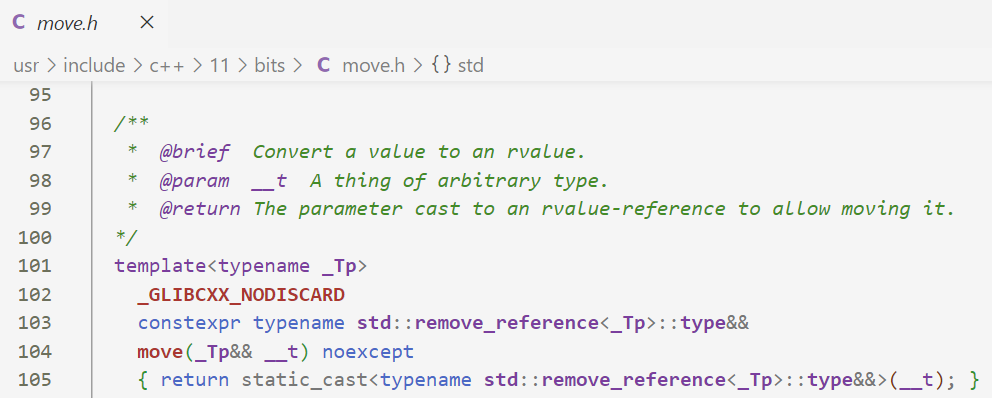 C move.h ×
usr > include > c++ > 11 > bits > C move.h > {} std
95
96 /**
97 * @brief Convert a value to an rvalue.
98 * @param __t A thing of arbitrary type.
99 * @return The parameter cast to an rvalue-reference to allow moving it.
100 */
101 template<typename _Tp>
102 _GLIBCXX_NODISCARD
103 constexpr typename std::remove_reference<_Tp>::type&&
104 move(_Tp&& __t) noexcept
105 { return static_cast<typename std::remove_reference<_Tp>::type&&>(__t); }